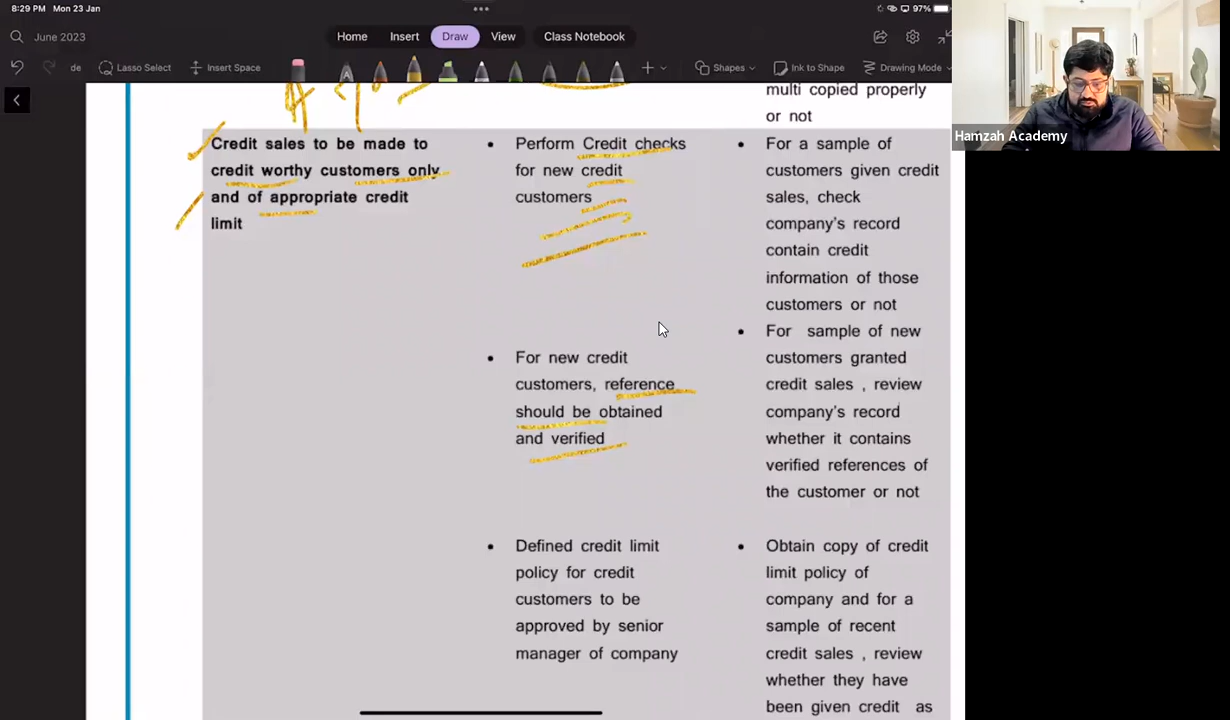 8:29 PM Mon 23 Jan
97%
June 2023
Home Insert Draw View Class Notebook
de Lasso Select Insert Space
Shapes Ink to Shape Drawing Mode
Hamzah Academy
multi copied properly
or not
Credit sales to be made to
credit worthy customers only
and of appropriate credit
limit
• Perform Credit checks
for new credit
customers
• For new credit
customers, reference
should be obtained
and verified
• Defined credit limit
policy for credit
customers to be
approved by senior
manager of company
• For a sample of
customers given credit
sales, check
company's record
contain credit
information of those
customers or not
• For sample of new
customers granted
credit sales , review
company's record
whether it contains
verified references of
the customer or not
• Obtain copy of credit
limit policy of
company and for a
sample of recent
credit sales , review
whether they have
been given credit as